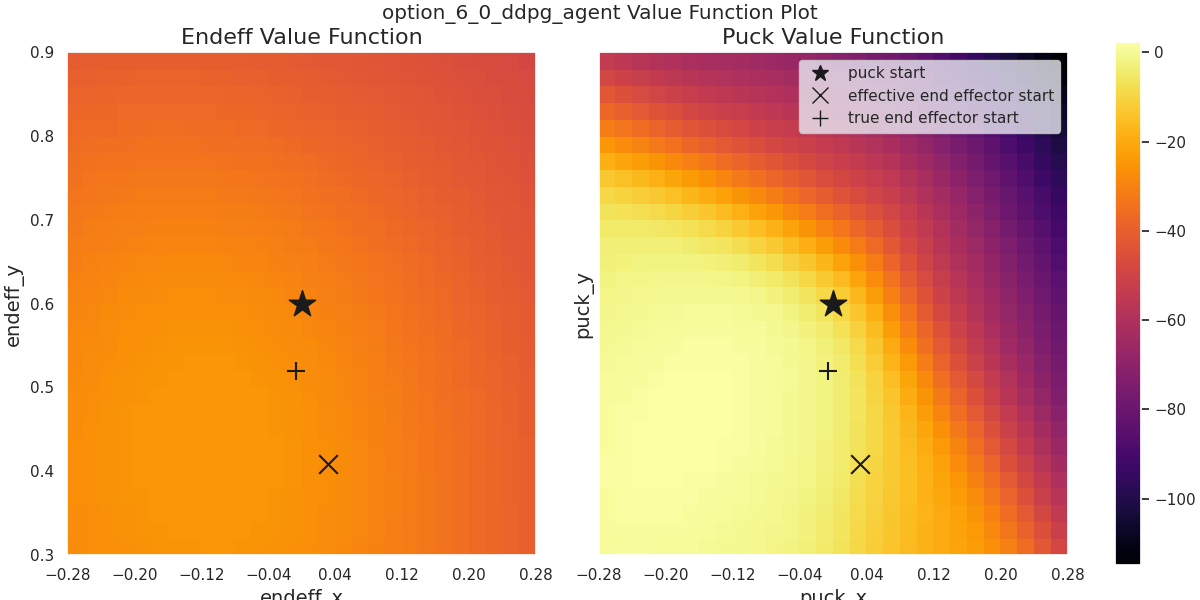 option_6_0_ddpg_agent Value Function Plot
Endeff Value Function
Puck Value Function
puck start
effective end effector start
true end effector start
0.9
0.8
0.7
0.6
0.5
0.4
0.3
endeff_y
−0.28 −0.20 −0.12 −0.04 0.04 0.12 0.20 0.28
endeff_x
puck_y
−0.28 −0.20 −0.12 −0.04 0.04 0.12 0.20 0.28
puck_x
0
−20
−40
−60
−80
−100